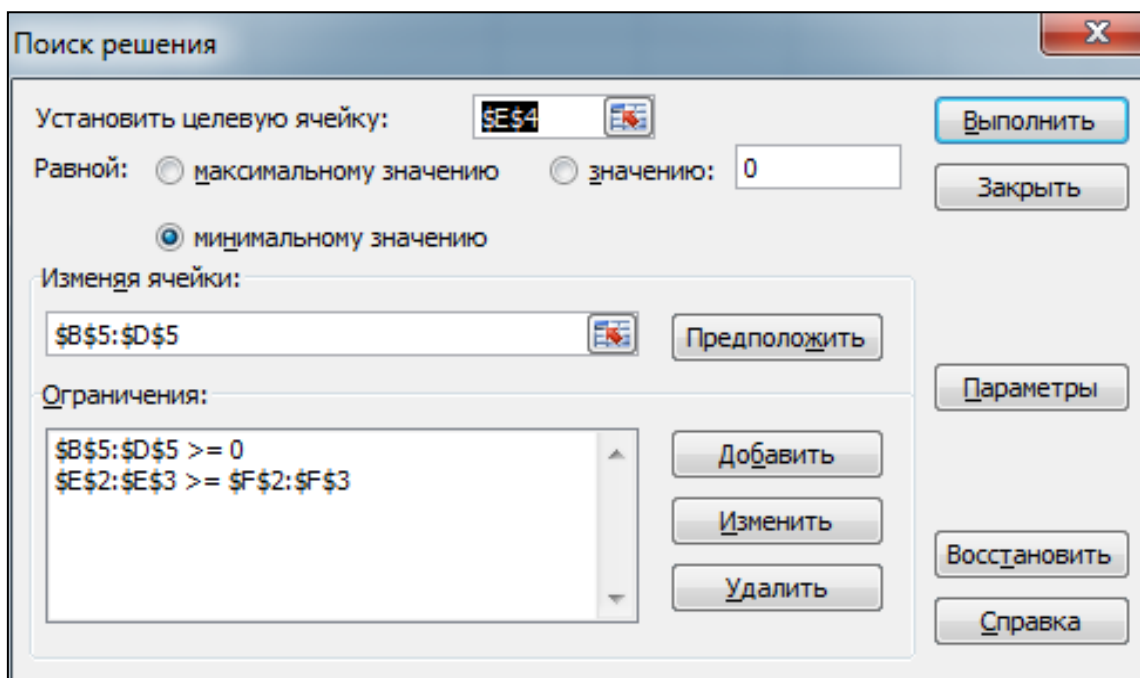 Поиск решения
X
Установить целевую ячейку: $E$4
Выполнить
Равной: максимальному значению значению: 0
Закрыть
минимальному значению
Изменяя ячейки:
$B$5:$D$5
Предположить
Параметры
Ограничения:
$B$5:$D$5 >= 0
$E$2:$E$3 >= $F$2:$F$3
Добавить
Изменить
Удалить
Восстановить
Справка